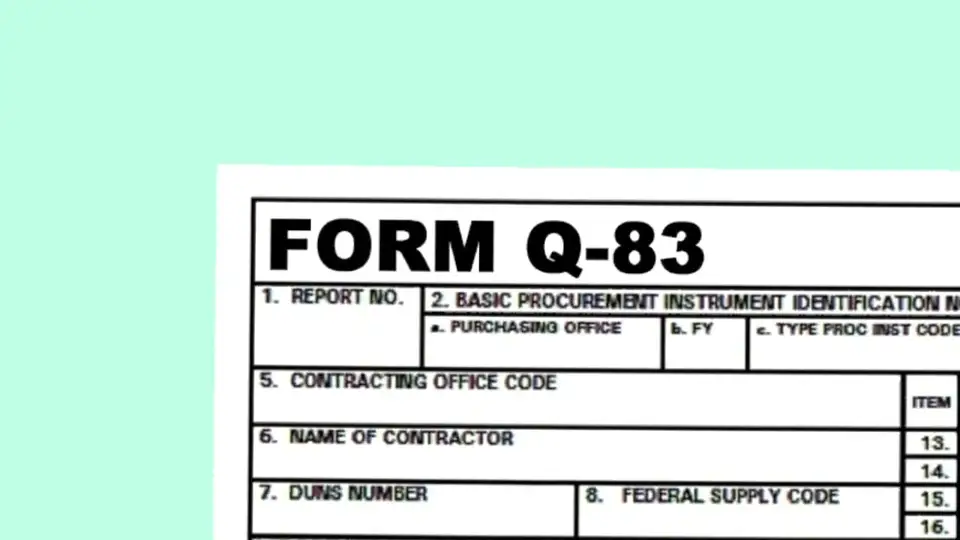 FORM Q-83
1. REPORT NO.
2. BASIC PROCUREMENT INSTRUMENT IDENTIFICATION
a. PURCHASING OFFICE
b. FY
c. TYPE PROC INST CODE
5. CONTRACTING OFFICE CODE
ITEM
6. NAME OF CONTRACTOR
13.
14.
7. DUNS NUMBER
8. FEDERAL SUPPLY CODE
15.
16.